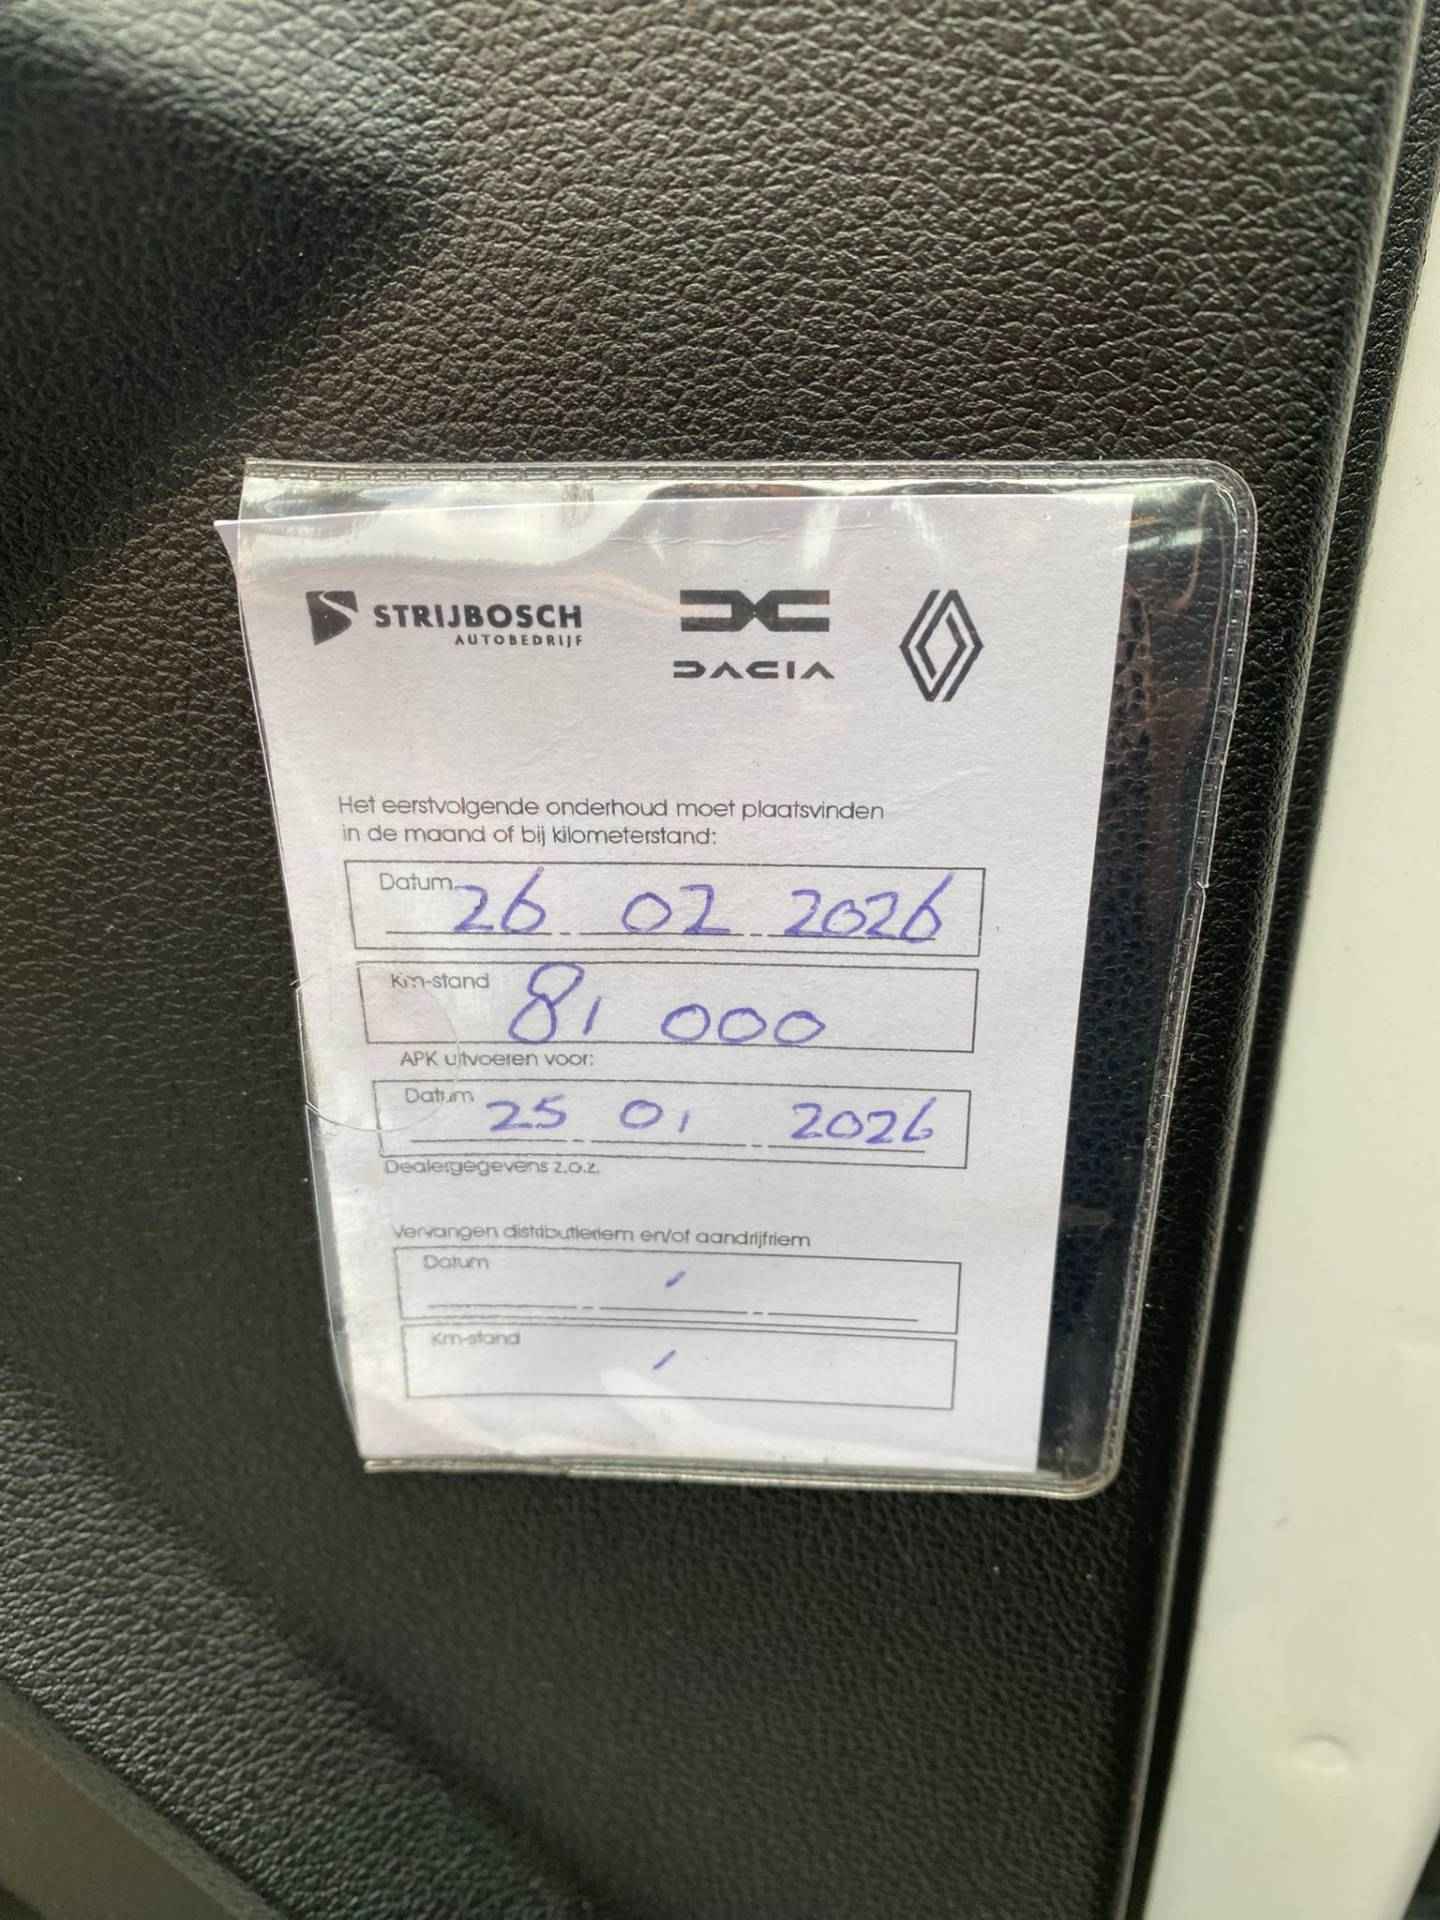 STRIJBOSCH
AUTOBEDRIJF
DACIA
Het eerstvolgende onderhoud moet plaatsvinden
in de maand of bij kilometerstand:
Datum 26 02 2026
Km-stand 81 000
APK uitvoeren voor:
Datum 25 01 2026
Dealergegevens z.o.z.
Vervangen distributieriem en/of aandrijfriem
Datum
Km-stand